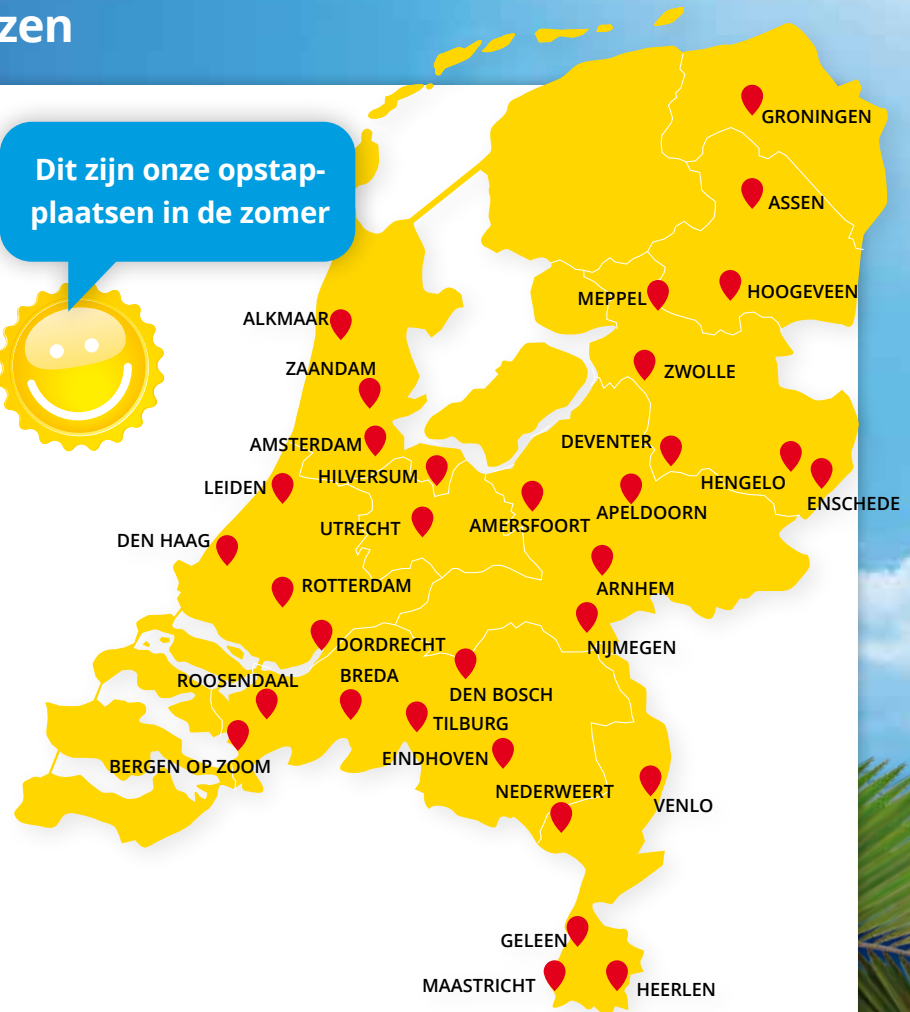 zen
Dit zijn onze opstap-
plaatsen in de zomer
GRONINGEN
ASSEN
MEPPEL
HOOGEVEEN
ALKMAAR
ZAANDAM
ZWOLLE
AMSTERDAM
DEVENTER
HILVERSUM
HENGELO
LEIDEN
ENSCHEDE
APELDOORN
AMERSFOORT
UTRECHT
DEN HAAG
ROTTERDAM
ARNHEM
DORDRECHT
NIJMEGEN
BREDA
ROOSENDAAL
DEN BOSCH
TILBURG
EINDHOVEN
BERGEN OP ZOOM
NEDERWEERT
VENLO
GELEEN
MAASTRICHT
HEERLEN